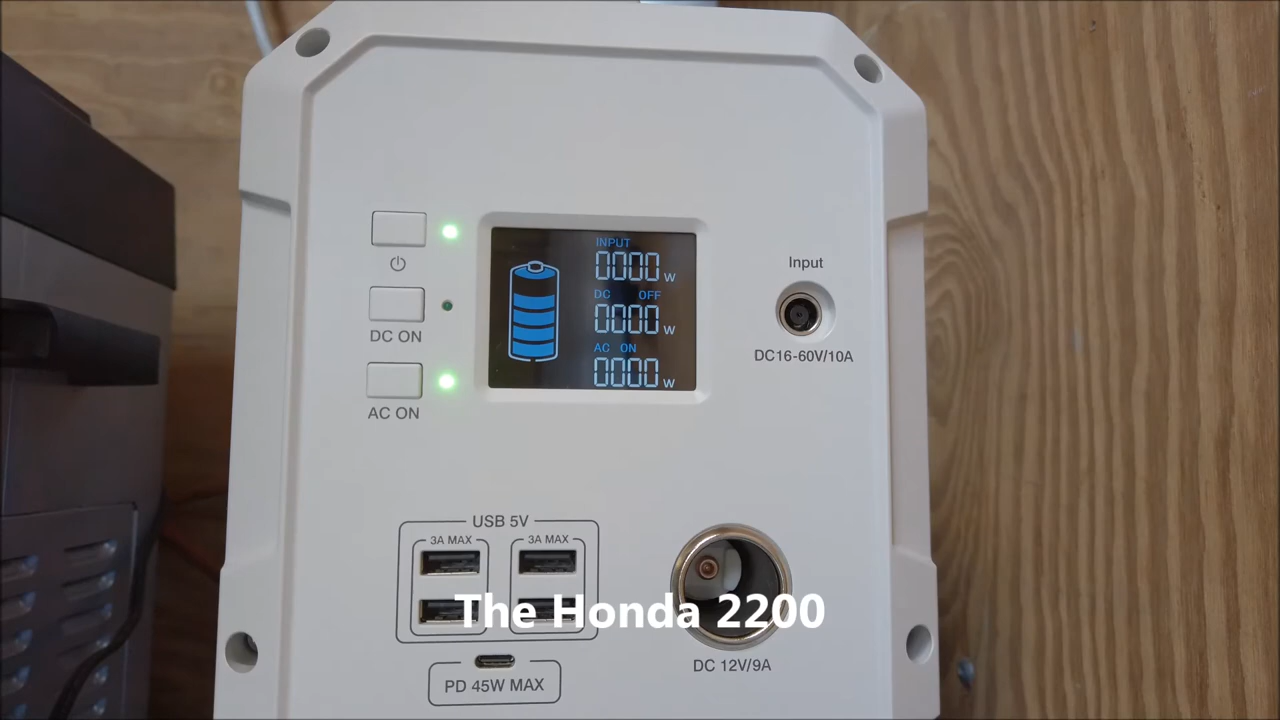 INPUT
0000 W
DC OFF
0000 W
AC ON
0000 W
DC ON
AC ON
Input
DC16-60V/10A
USB 5V
3A MAX
3A MAX
The Honda 2200
PD 45W MAX
DC 12V/9A